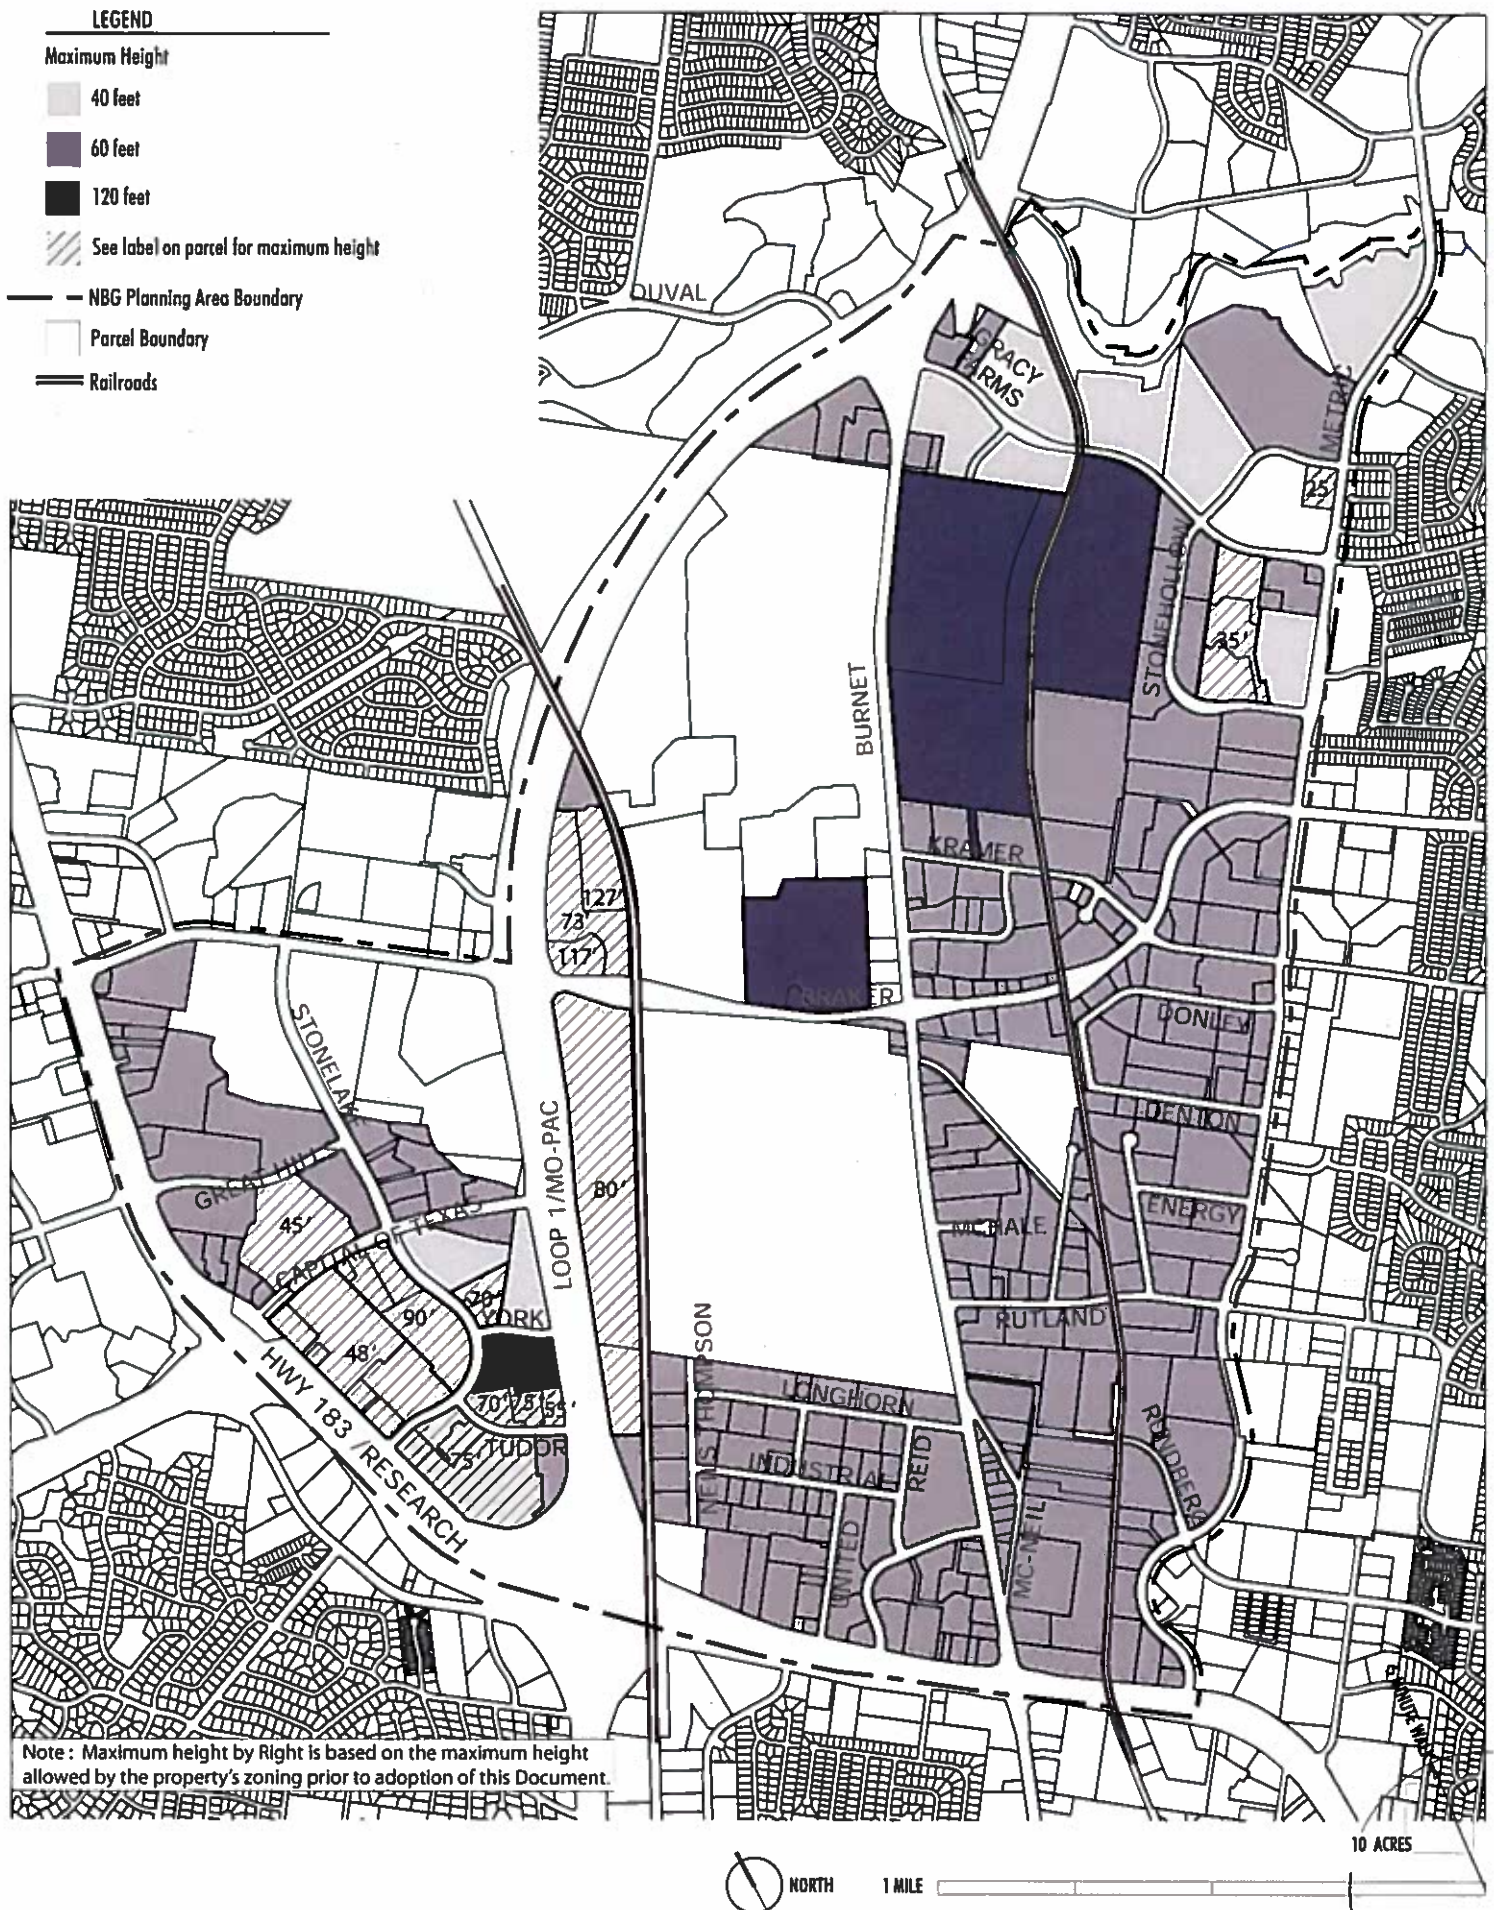 LEGEND
Maximum Height
40 feet
60 feet
120 feet
See label on parcel for maximum height
NBG Planning Area Boundary
Parcel Boundary
Railroads
DUVAL
GRACY
FARMS
METRIC
25'
STONEHOLLOW
35'
BURNET
KRAMER
127'
73'
117'
BRAKER
DONLEY
STONELAKE
DENTON
LOOP 1/MO-PAC
80'
GREAT HILLS
45'
CAPITAL OF TEXAS
ENERGY
MCHALE
70'
YORK
90'
48'
RUTLAND
HWY 183 /RESEARCH
NEILS THOMPSON
LONGHORN
70' 75' 55'
TUDOR
75'
INDUSTRIAL
REID
RUNDBERG
UNITED
MC-NEIL
Note : Maximum height by Right is based on the maximum height
allowed by the property's zoning prior to adoption of this Document.
10 ACRES
NORTH
1 MILE